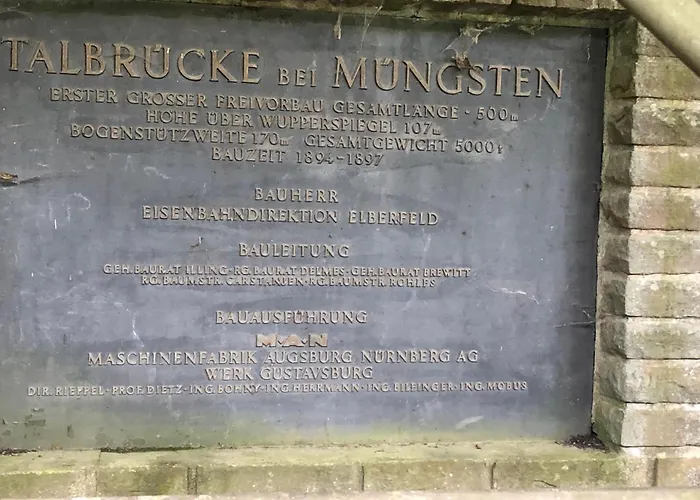 TALBRÜCKE BEI MÜNGSTEN
ERSTER GROSSER FREIVORBAU GESAMTLÄNGE · 500m
HÖHE ÜBER WUPPERSPIEGEL 107m
BOGENSTÜTZWEITE 170m GESAMTGEWICHT 5000t
BAUZEIT 1894-1897
BAUHERR
EISENBAHNDIREKTION ELBERFELD
BAULEITUNG
GEH.BAURAT ILLING·RG.BAURAT DELMES·GEH.BAURAT BREWITT
RG.BAUMSTR. CARSTANJEN·RG.BAUMSTR. KOHLES
BAUAUSFÜHRUNG
M·A·N
MASCHINENFABRIK AUGSBURG NÜRNBERG AG
WERK GUSTAVSBURG
DIR. RIEPPEL·PROF. DIETZ·ING. BOHNY·ING. HERRMANN·ING. BILFINGER·ING. MOBUS